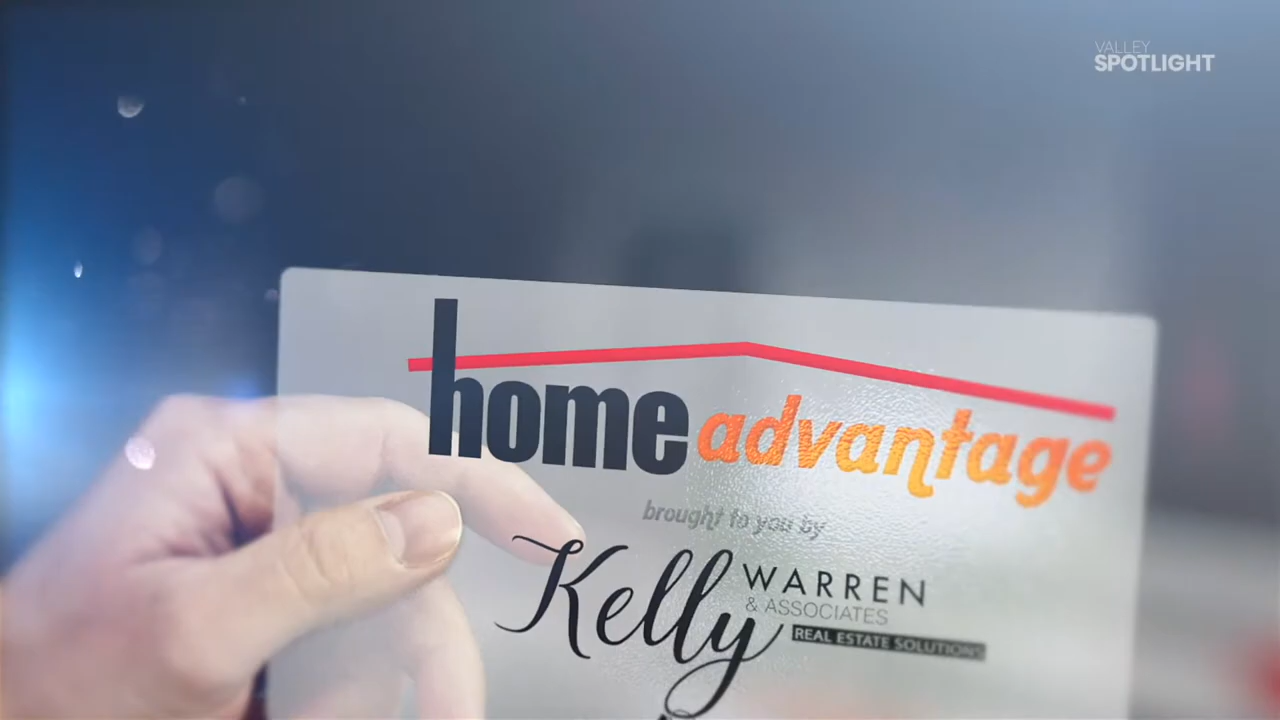 VALLEY
SPOTLIGHT
home advantage
brought to you by
Kelly WARREN
& ASSOCIATES
REAL ESTATE SOLUTIONS